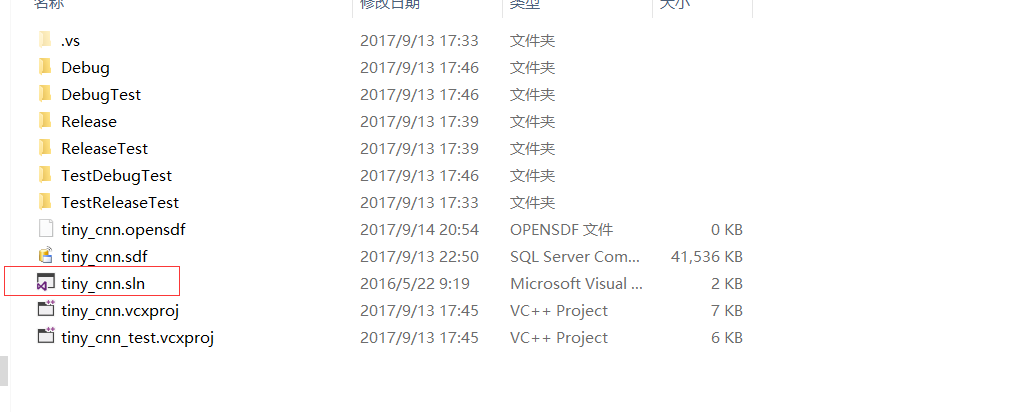 名称 修改日期 类型 大小
.vs 2017/9/13 17:33 文件夹
Debug 2017/9/13 17:46 文件夹
DebugTest 2017/9/13 17:46 文件夹
Release 2017/9/13 17:39 文件夹
ReleaseTest 2017/9/13 17:39 文件夹
TestDebugTest 2017/9/13 17:46 文件夹
TestReleaseTest 2017/9/13 17:33 文件夹
tiny_cnn.opensdf 2017/9/14 20:54 OPENSDF 文件 0 KB
tiny_cnn.sdf 2017/9/13 22:50 SQL Server Com... 41,536 KB
tiny_cnn.sln 2016/5/22 9:19 Microsoft Visual ... 2 KB
tiny_cnn.vcxproj 2017/9/13 17:45 VC++ Project 7 KB
tiny_cnn_test.vcxproj 2017/9/13 17:45 VC++ Project 6 KB